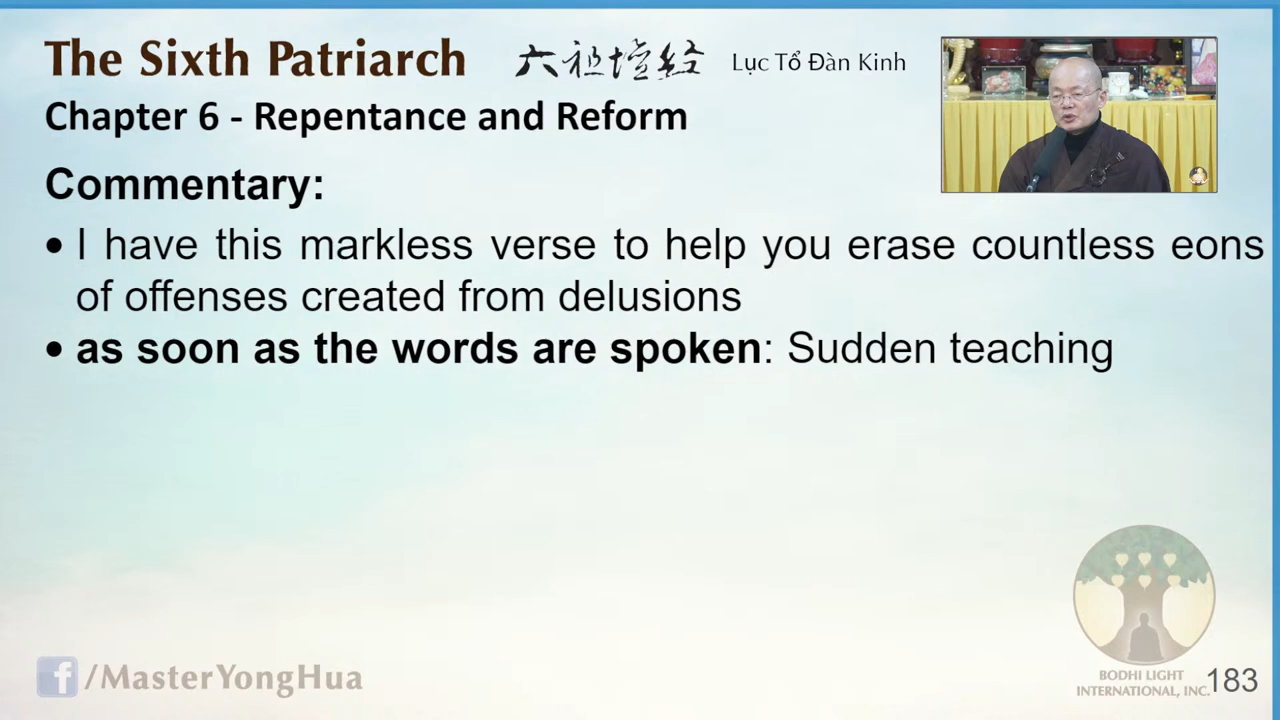 The Sixth Patriarch 六祖壇经 Lục Tổ Đàn Kinh
Chapter 6 - Repentance and Reform
Commentary:
• I have this markless verse to help you erase countless eons
of offenses created from delusions
• as soon as the words are spoken: Sudden teaching
f /MasterYongHua
BODHI LIGHT
INTERNATIONAL, INC.
183